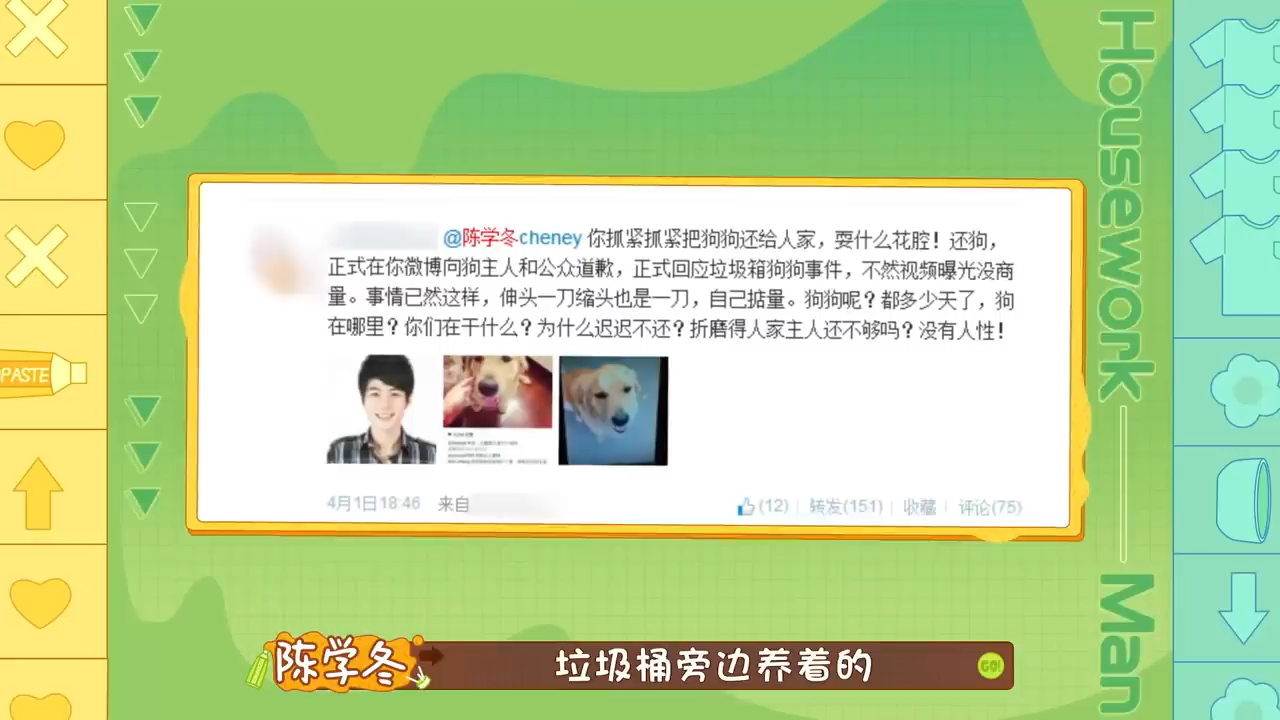 @陈学冬cheney 你抓紧抓紧把狗狗还给人家，耍什么花腔！还狗，
正式在你微博向狗主人和公众道歉，正式回应垃圾箱狗狗事件，不然视频曝光没商
量。事情已然这样，伸头一刀缩头也是一刀，自己掂量。狗狗呢？都多少天了，狗
在哪里？你们在干什么？为什么迟迟不还？折磨得人家主人还不够吗？没有人性！
4月1日18:46 来自
(12) 转发(151) 收藏 评论(75)
陈学冬
垃圾桶旁边养着的
GO!
PASTE
Housework Man